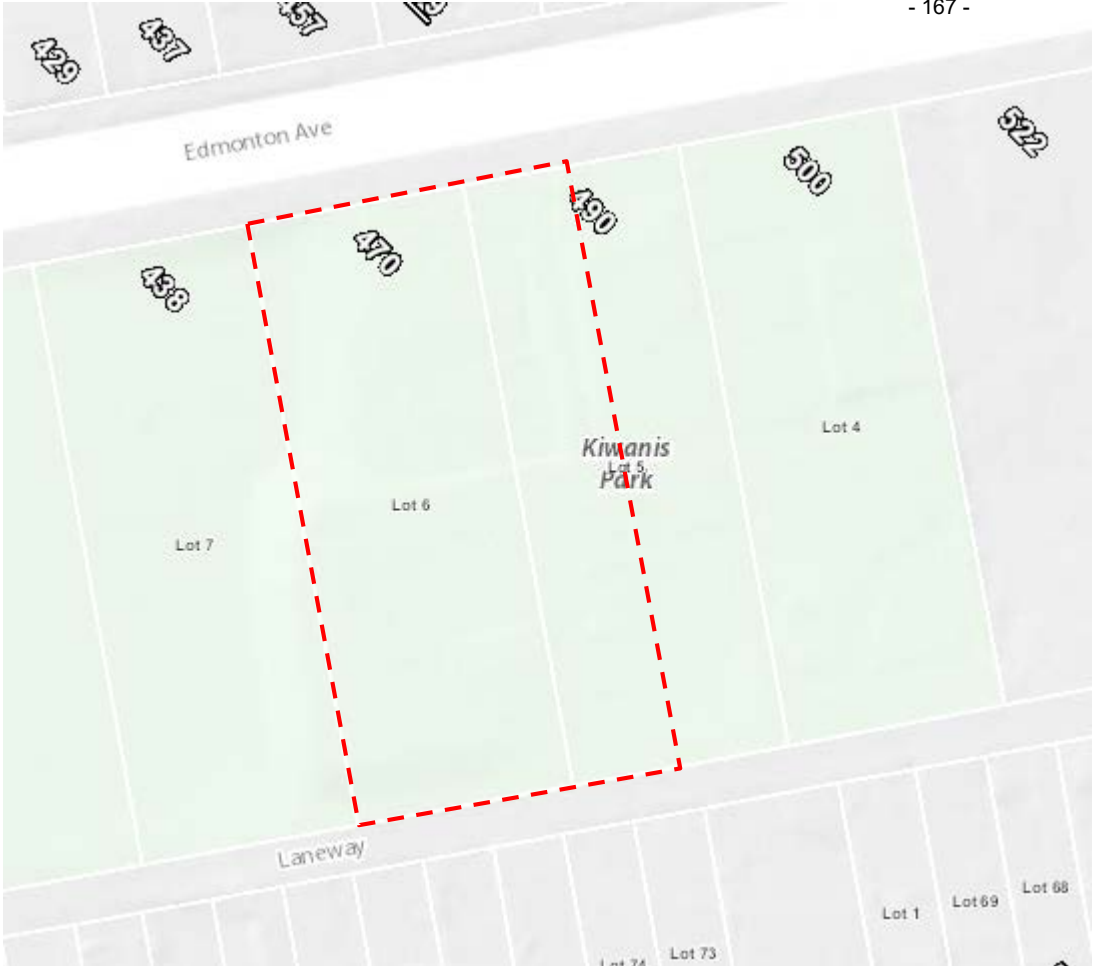 - 167 -
429
437
457
Edmonton Ave
522
500
490
470
438
Kiwanis
Lot 5
Park
Lot 4
Lot 6
Lot 7
Laneway
Lot 68
Lot 69
Lot 1
Lot 73
Lot 74